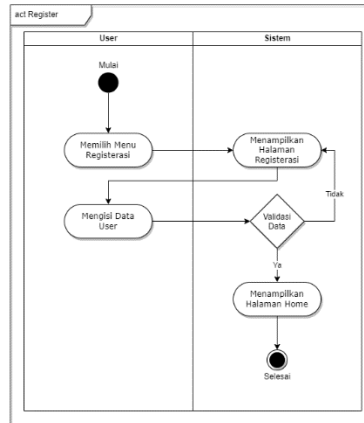 act Register
User
Sistem
Mulai
Memilih Menu
Registerasi
Menampilkan
Halaman
Registerasi
Tidak
Mengisi Data
User
Validasi
Data
Ya
Menampilkan
Halaman Home
Selesai